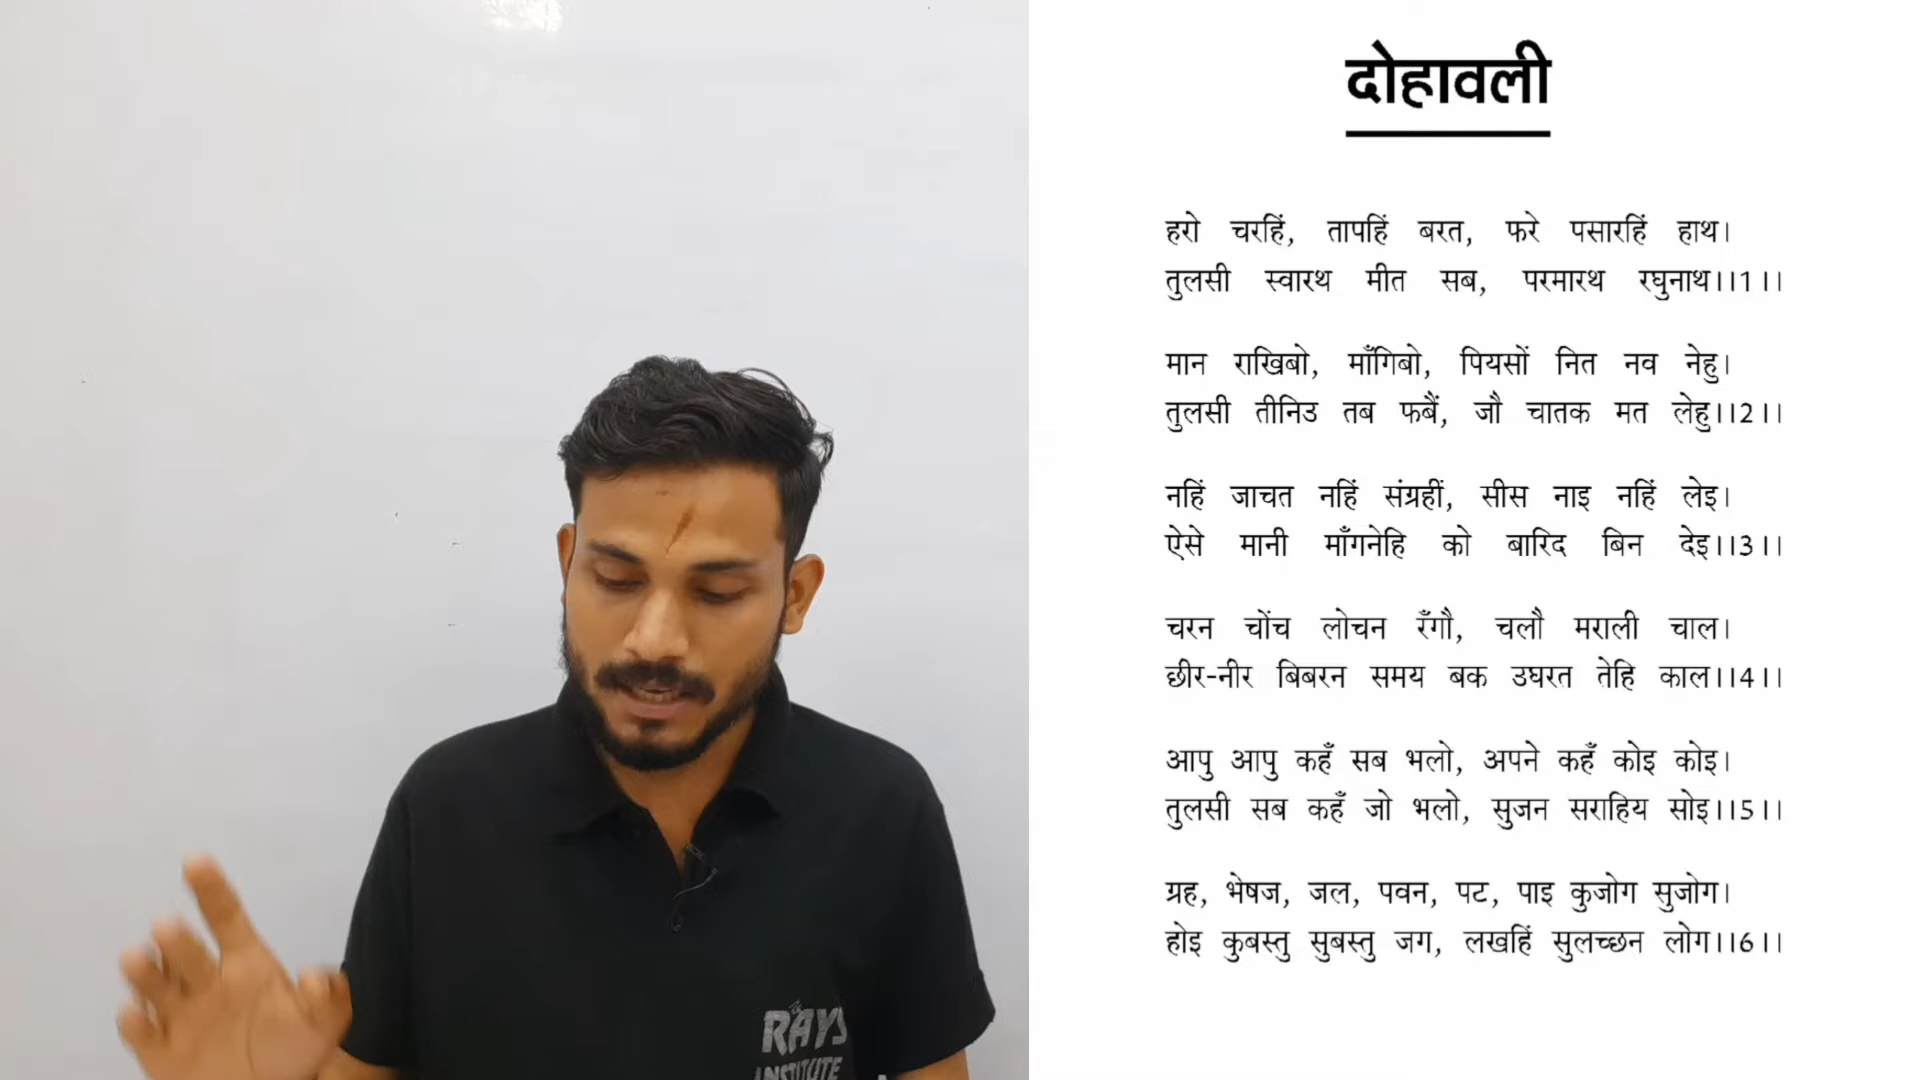 दोहावली
हरो चरहिं, तापहिं बरत, फरे पसारहिं हाथ।
तुलसी स्वारथ मीत सब, परमारथ रघुनाथ।।1।।
मान राखिबो, माँगिबो, पियसों नित नव नेहु।
तुलसी तीनिउ तब फबैं, जौ चातक मत लेहु।।2।।
नहिं जाचत नहिं संग्रहीं, सीस नाइ नहिं लेइ।
ऐसे मानी माँगनेहि को बारिद बिन देइ।।3।।
चरन चोंच लोचन रँगौ, चलौ मराली चाल।
छीर-नीर बिबरन समय बक उघरत तेहि काल।।4।।
आपु आपु कहँ सब भलो, अपने कहँ कोइ कोइ।
तुलसी सब कहँ जो भलो, सुजन सराहिय सोइ।।5।।
ग्रह, भेषज, जल, पवन, पट, पाइ कुजोग सुजोग।
होइ कुबस्तु सुबस्तु जग, लखहिं सुलच्छन लोग।।6।।
RAYS
INSTITUTE